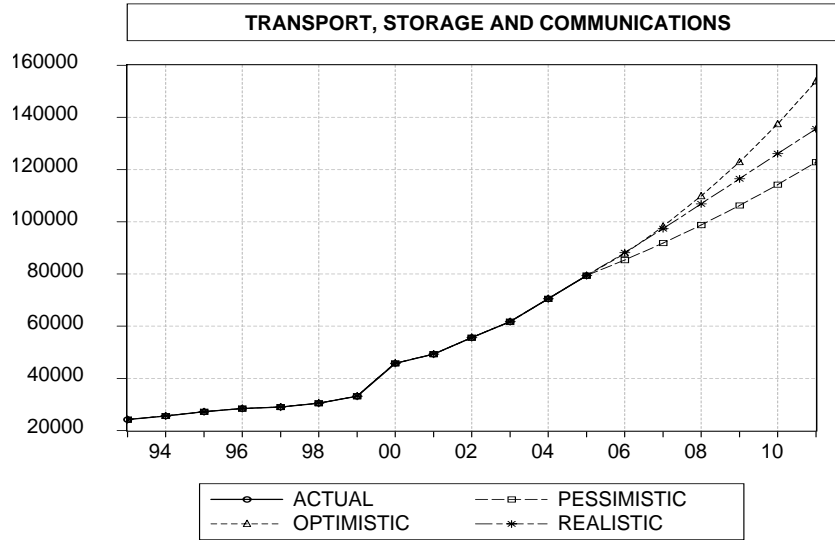 TRANSPORT, STORAGE AND COMMUNICATIONS
160000
140000
120000
100000
80000
60000
40000
20000
94 96 98 00 02 04 06 08 10
ACTUAL PESSIMISTIC
OPTIMISTIC REALISTIC